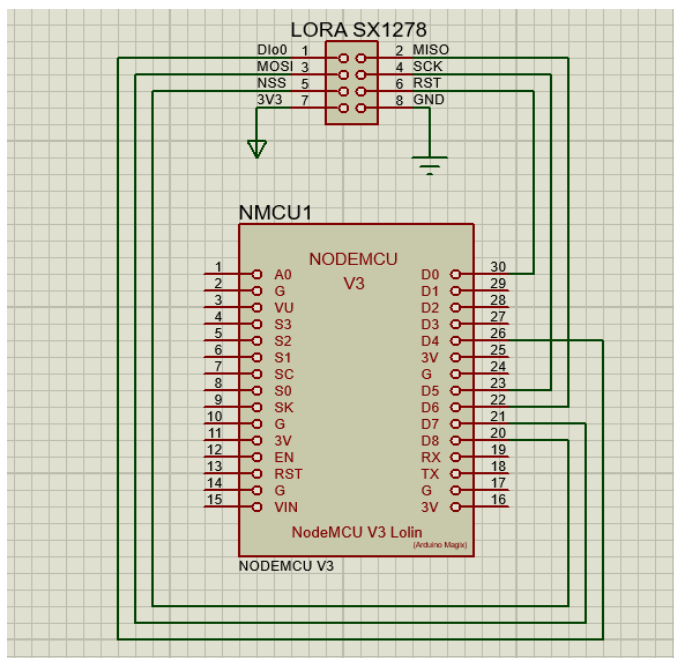 LORA SX1278
DIo0 1 2 MISO
MOSI 3 4 SCK
NSS 5 6 RST
3V3 7 8 GND
NMCU1
NODEMCU
V3
1 A0 D0 30
2 G D1 29
3 VU D2 28
4 S3 D3 27
5 S2 D4 26
6 S1 3V 25
7 SC G 24
8 S0 D5 23
9 SK D6 22
10 G D7 21
11 3V D8 20
12 EN RX 19
13 RST TX 18
14 G G 17
15 VIN 3V 16
NodeMCU V3 Lolin
(Arduino Magix)
NODEMCU V3